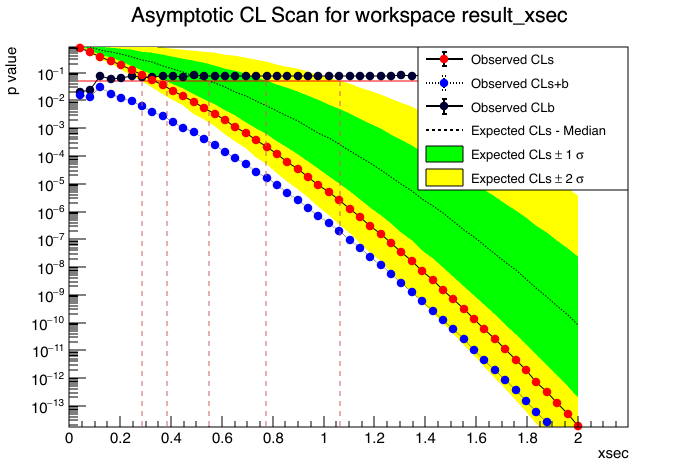 Asymptotic CL Scan for workspace result_xsec
p value
Observed CLs
Observed CLs+b
Observed CLb
Expected CLs - Median
Expected CLs ± 1 σ
Expected CLs ± 2 σ
10⁻¹
10⁻²
10⁻³
10⁻⁴
10⁻⁵
10⁻⁶
10⁻⁷
10⁻⁸
10⁻⁹
10⁻¹⁰
10⁻¹¹
10⁻¹²
10⁻¹³
0 0.2 0.4 0.6 0.8 1 1.2 1.4 1.6 1.8 2
xsec